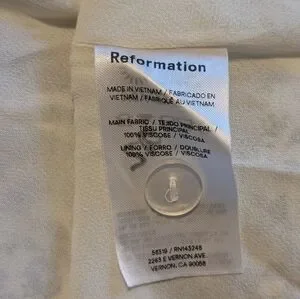 Reformation
MADE IN VIETNAM / FABRICADO EN
VIETNAM / FABRIQUÉ AU VIETNAM
MAIN FABRIC / TEJIDO PRINCIPAL /
TISSU PRINCIPAL
100% VISCOSE / VISCOSA
LINING / FORRO / DOUBLURE
100% VISCOSE / VISCOSA
56319 / RN143248
2263 E VERNON AVE.
VERNON, CA 90058